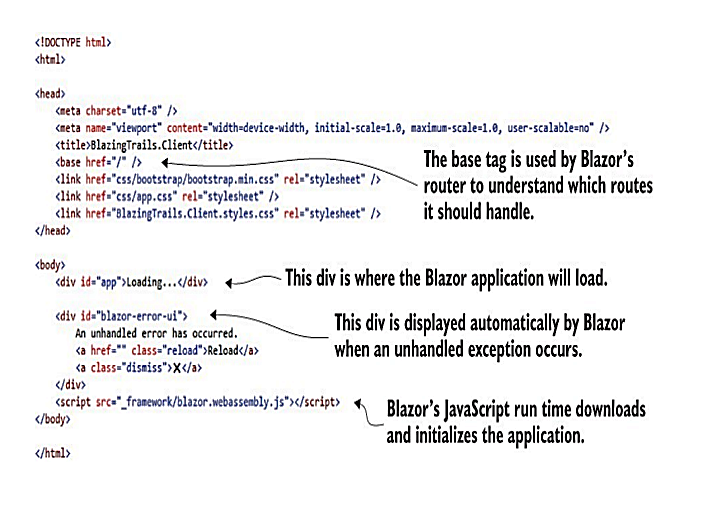 <!DOCTYPE html>
<html>
<head>
<meta charset="utf-8" />
<meta name="viewport" content="width=device-width, initial-scale=1.0, maximum-scale=1.0, user-scalable=no" />
<title>BlazingTrails.Client</title>
<base href="/" />
<link href="css/bootstrap/bootstrap.min.css" rel="stylesheet" />
<link href="css/app.css" rel="stylesheet" />
<link href="BlazingTrails.Client.styles.css" rel="stylesheet" />
</head>
The base tag is used by Blazor's
router to understand which routes
it should handle.
<body>
<div id="app">Loading...</div>
This div is where the Blazor application will load.
<div id="blazor-error-ui">
An unhandled error has occurred.
<a href="" class="reload">Reload</a>
<a class="dismiss">X</a>
</div>
This div is displayed automatically by Blazor
when an unhandled exception occurs.
<script src="_framework/blazor.webassembly.js"></script>
</body>
Blazor's JavaScript run time downloads
and initializes the application.
</html>